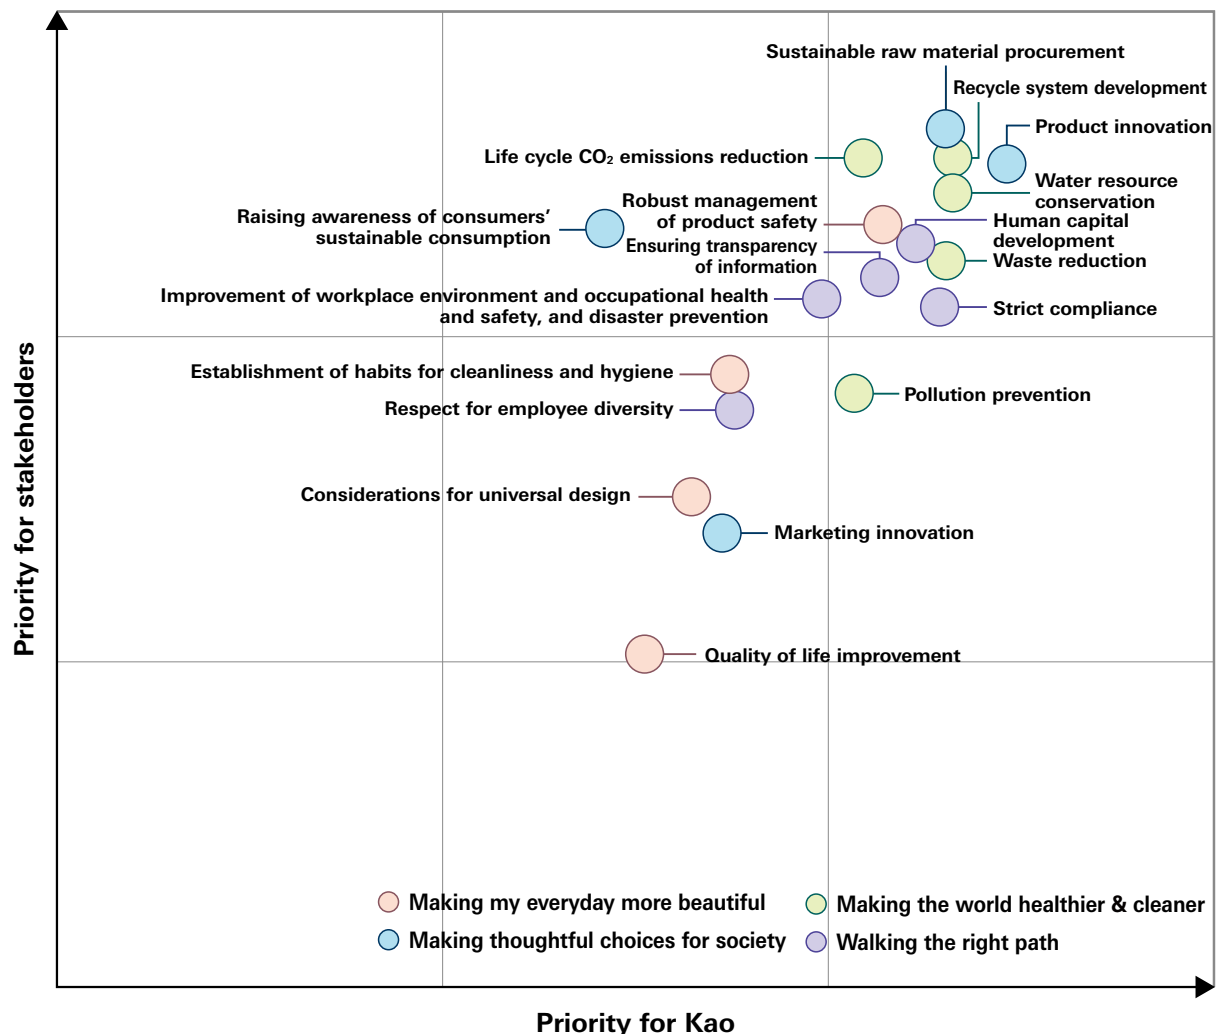 Sustainable raw material procurement
Recycle system development
Product innovation
Life cycle CO₂ emissions reduction
Water resource
conservation
Robust management
of product safety
Raising awareness of consumers’
sustainable consumption
Human capital
development
Ensuring transparency
of information
Waste reduction
Improvement of workplace environment and occupational health
and safety, and disaster prevention
Strict compliance
Establishment of habits for cleanliness and hygiene
Respect for employee diversity
Pollution prevention
Considerations for universal design
Marketing innovation
Quality of life improvement
Priority for stakeholders
Making my everyday more beautiful
Making the world healthier & cleaner
Making thoughtful choices for society
Walking the right path
Priority for Kao